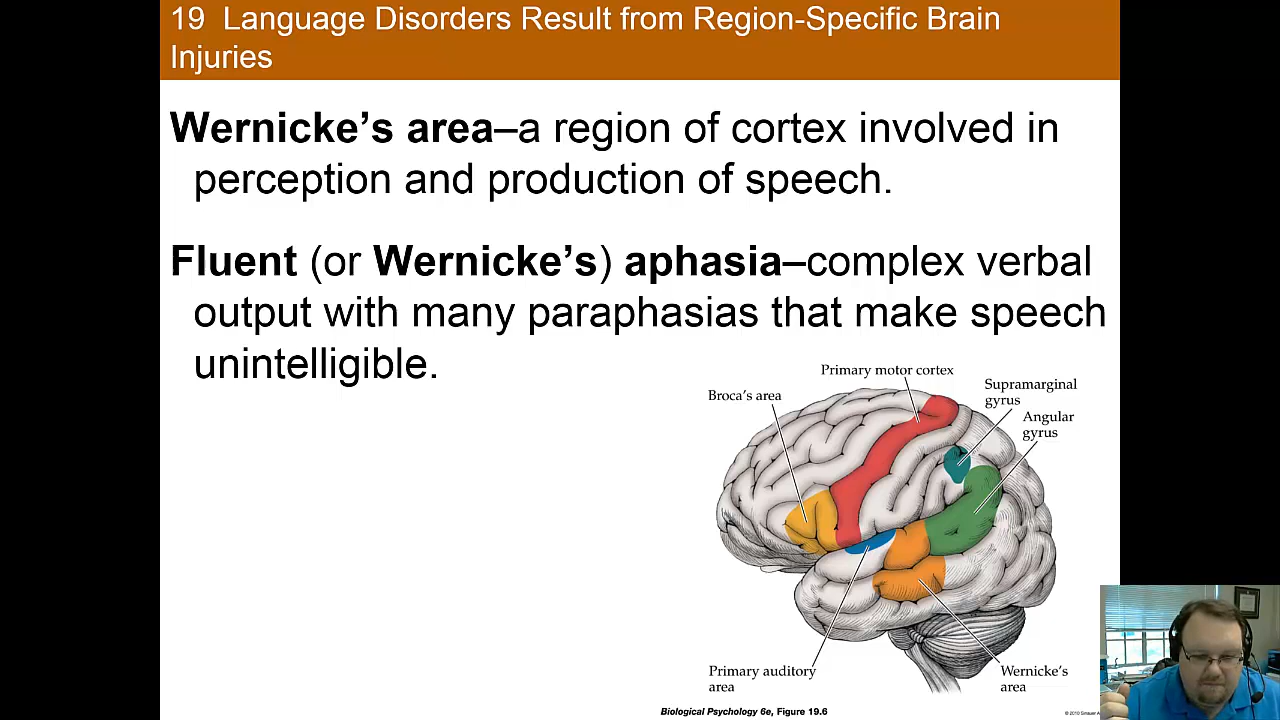 19 Language Disorders Result from Region-Specific Brain
Injuries
Wernicke’s area–a region of cortex involved in
perception and production of speech.
Fluent (or Wernicke’s) aphasia–complex verbal
output with many paraphasias that make speech
unintelligible.
Primary motor cortex
Broca’s area
Supramarginal
gyrus
Angular
gyrus
Primary auditory
area
Wernicke’s
area
Biological Psychology 6e, Figure 19.6
© 2010 Sinauer A